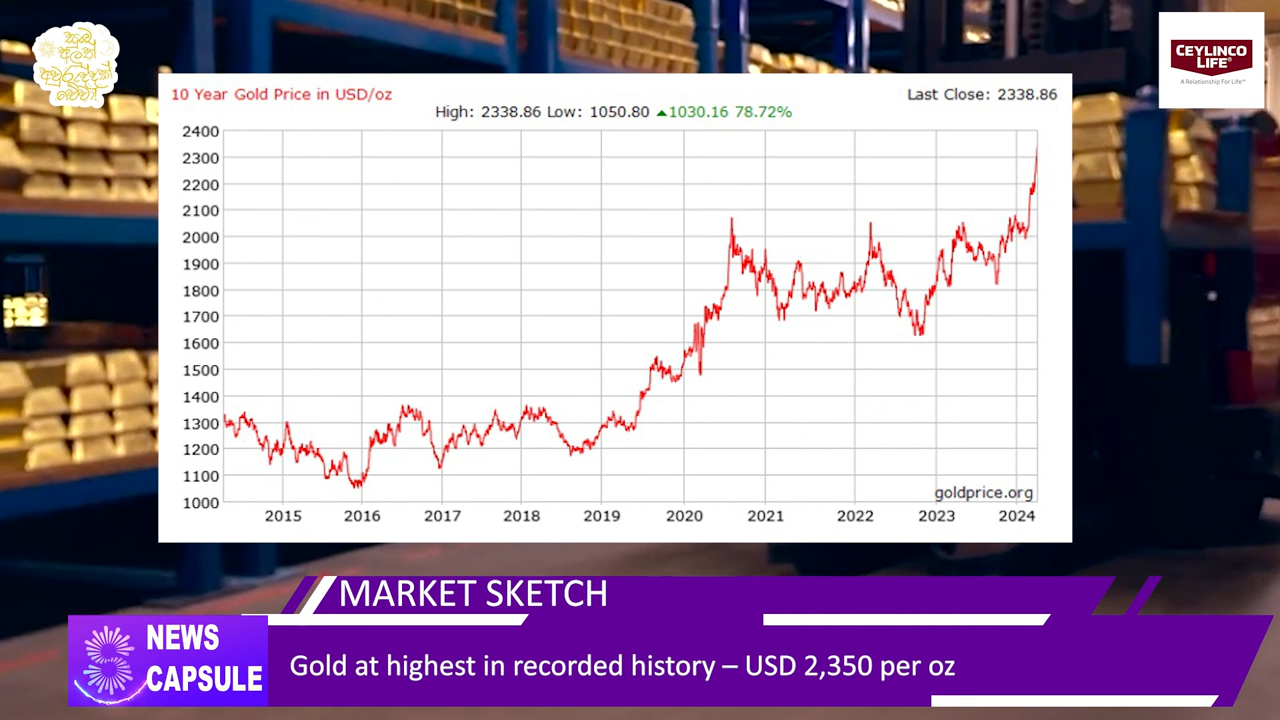 සුබ
අලුත්
අවුරුද්දක්
වේවා!
CEYLINCO
LIFE®
A Relationship For Life™
10 Year Gold Price in USD/oz
Last Close: 2338.86
High: 2338.86 Low: 1050.80 ▲1030.16 78.72%
2400
2300
2200
2100
2000
1900
1800
1700
1600
1500
1400
1300
1200
1100
1000
goldprice.org
2015 2016 2017 2018 2019 2020 2021 2022 2023 2024
MARKET SKETCH
NEWS
CAPSULE
Gold at highest in recorded history – USD 2,350 per oz